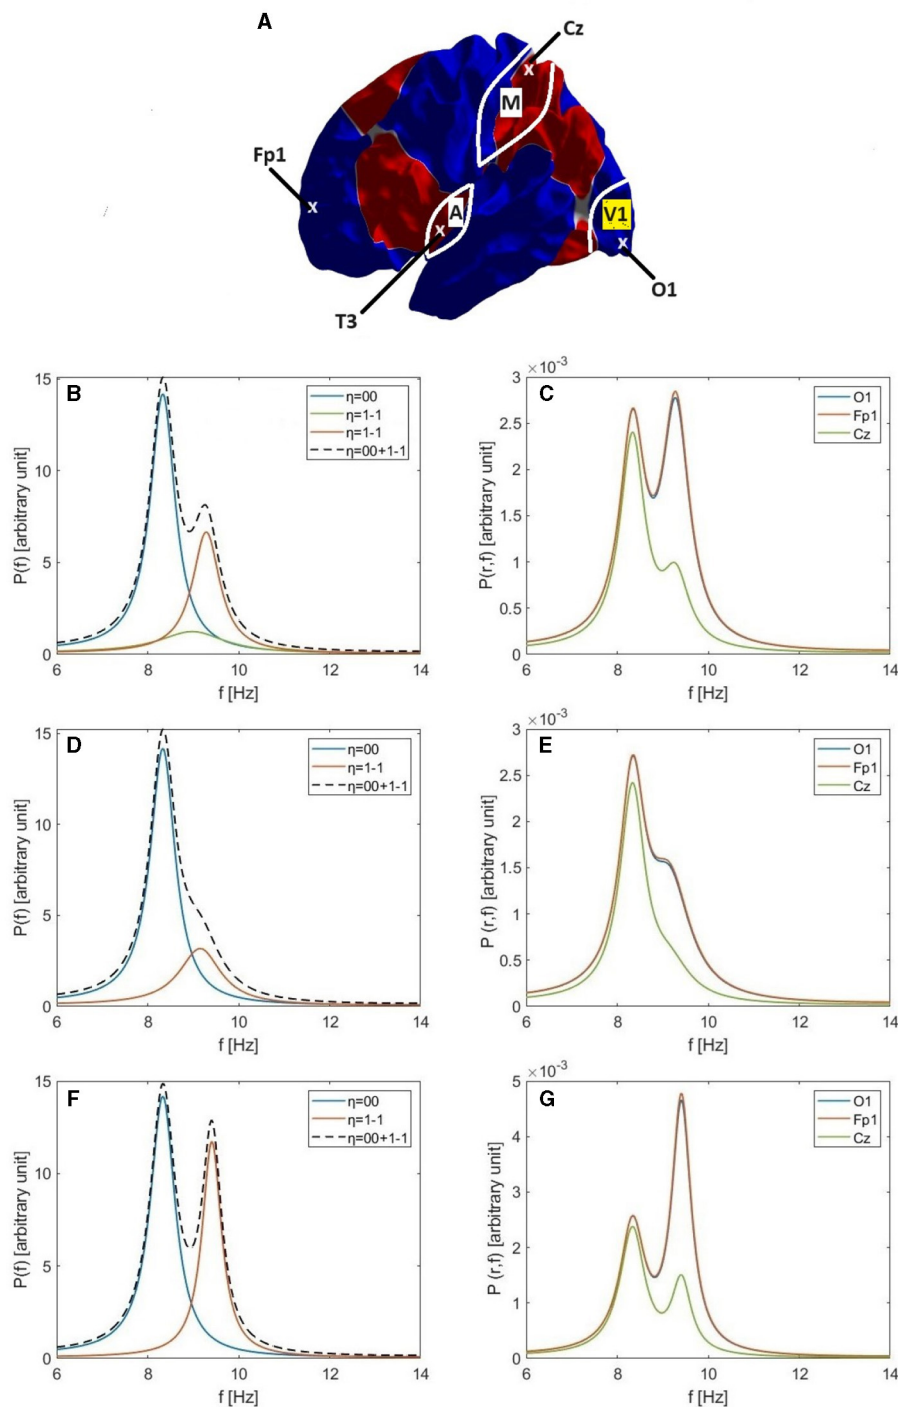 A
Cz
x
M
Fp1
x
A
x
V1
x
O1
T3
B
P(f) [arbitrary unit]
15
10
5
0
6 8 10 12 14
f [Hz]
η=00
η=1-1
η=1-1
η=00+1-1
C
×10⁻³
P(r,f) [arbitrary unit]
3
2.5
2
1.5
1
0.5
0
6 8 10 12 14
f [Hz]
O1
Fp1
Cz
D
P(f) [arbitrary unit]
15
10
5
0
6 8 10 12 14
f [Hz]
η=00
η=1-1
η=00+1-1
E
×10⁻³
P (r,f) [arbitrary unit]
3
2.5
2
1.5
1
0.5
0
6 8 10 12 14
f [Hz]
O1
Fp1
Cz
F
P(f) [arbitrary unit]
15
10
5
0
6 8 10 12 14
f [Hz]
η=00
η=1-1
η=00+1-1
G
×10⁻³
P (r,f) [arbitrary unit]
5
4
3
2
1
0
6 8 10 12 14
f [Hz]
O1
Fp1
Cz